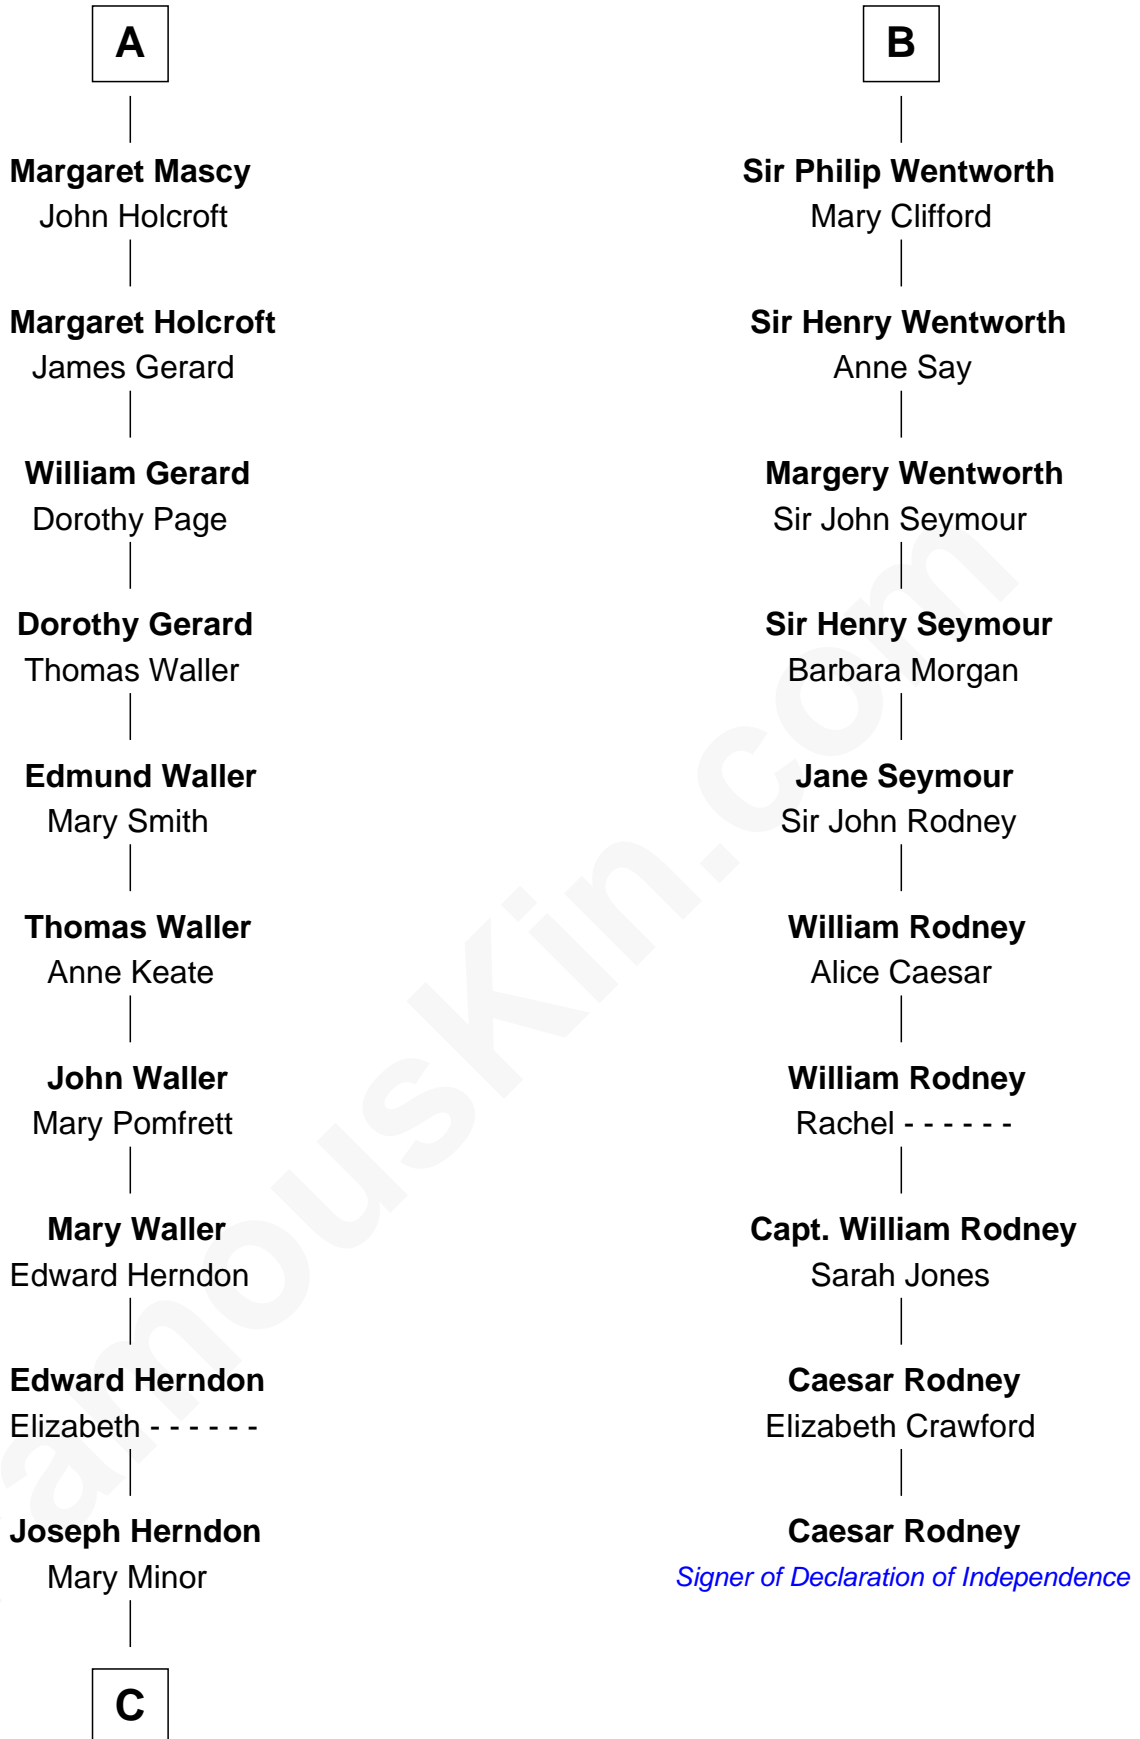 A
Margaret Mascy
John Holcroft
Margaret Holcroft
James Gerard
William Gerard
Dorothy Page
Dorothy Gerard
Thomas Waller
Edmund Waller
Mary Smith
Thomas Waller
Anne Keate
John Waller
Mary Pomfrett
Mary Waller
Edward Herndon
Edward Herndon
Elizabeth - - - - - -
Joseph Herndon
Mary Minor
C
B
Sir Philip Wentworth
Mary Clifford
Sir Henry Wentworth
Anne Say
Margery Wentworth
Sir John Seymour
Sir Henry Seymour
Barbara Morgan
Jane Seymour
Sir John Rodney
William Rodney
Alice Caesar
William Rodney
Rachel - - - - - -
Capt. William Rodney
Sarah Jones
Caesar Rodney
Elizabeth Crawford
Caesar Rodney
Signer of Declaration of Independence
amouskin.com